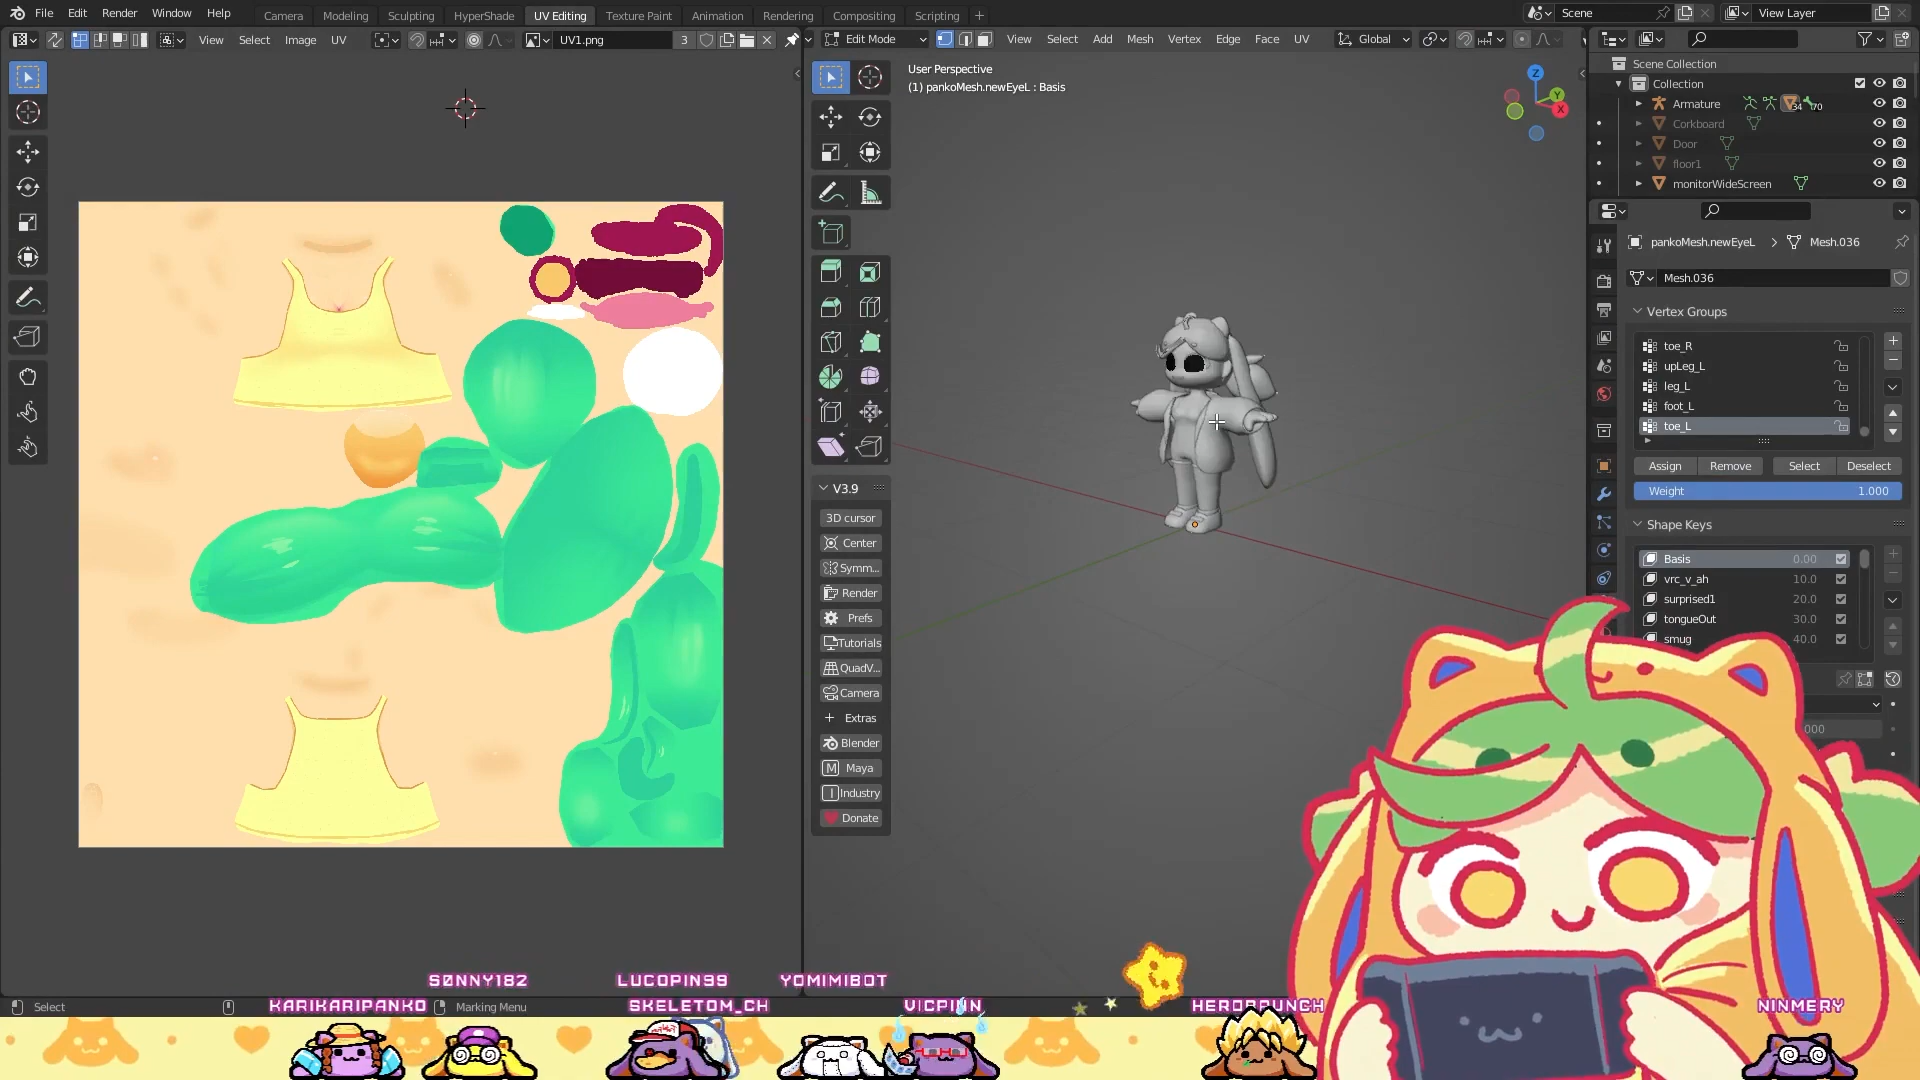 File Edit Render Window Help
Camera Modeling Sculpting HyperShade UV Editing Texture Paint Animation Rendering Compositing Scripting +
Scene View Layer
View Select Image UV UV1.png 3
Edit Mode View Select Add Mesh Vertex Edge Face UV Global
User Perspective
(1) pankoMesh.newEyeL : Basis
Z
Y
X
Scene Collection
Collection
Armature 34 70
Corkboard
Door
floor1
monitorWideScreen
pankoMesh.newEyeL > Mesh.036
Mesh.036
Vertex Groups
toe_R
upLeg_L
leg_L
foot_L
toe_L
Assign Remove Select Deselect
Weight 1.000
Shape Keys
Basis 0.00
vrc_v_ah 10.0
surprised1 20.0
tongueOut 30.0
smug 40.0
000
V3.9
3D cursor
Center
Symm...
Render
Prefs
Tutorials
QuadV...
Camera
+ Extras
Blender
M Maya
I Industry
Donate
Select
Marking Menu
S0NNY182 LUCOPIN99 YOMIMIBOT
KARIKARIPANKO SKELETOM_CH NINMERY